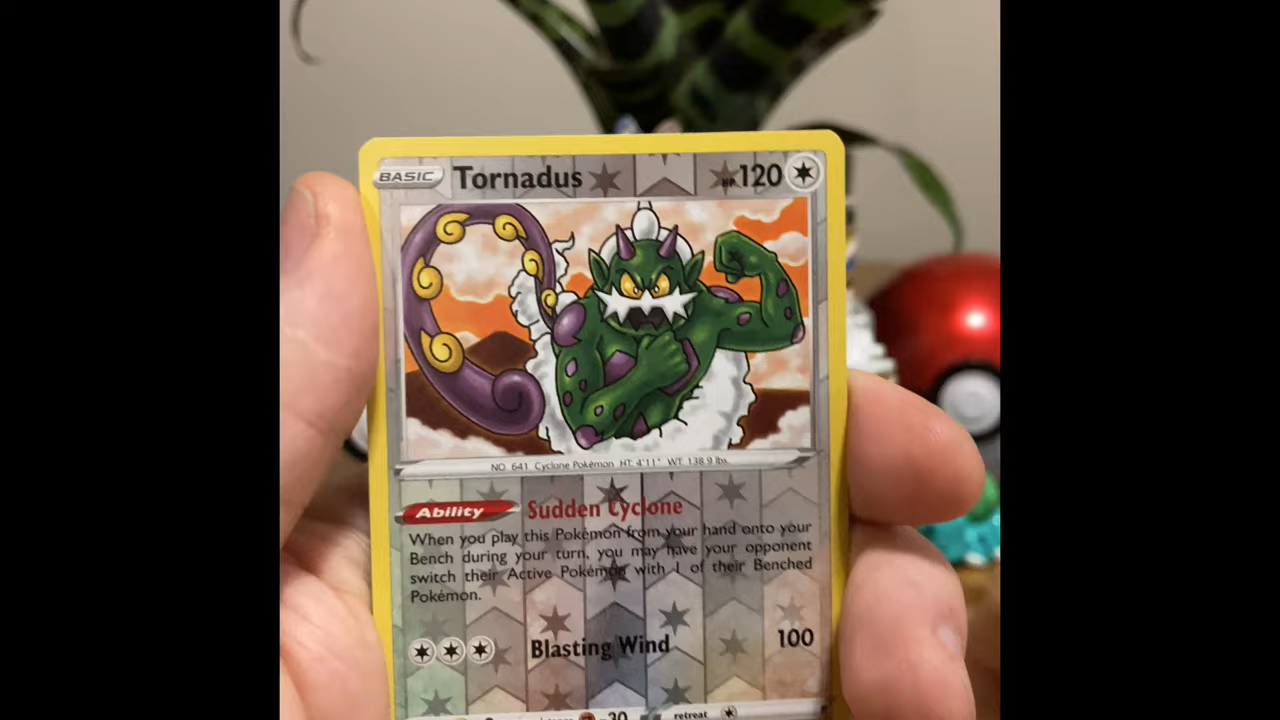 BASIC Tornadus HP 120
NO. 641 Cyclone Pokémon HT: 4'11" WT: 138.9 lbs.
Ability Sudden Cyclone
When you play this Pokémon from your hand onto your
Bench during your turn, you may have your opponent
switch their Active Pokémon with 1 of their Benched
Pokémon.
Blasting Wind 100
-30 retreat